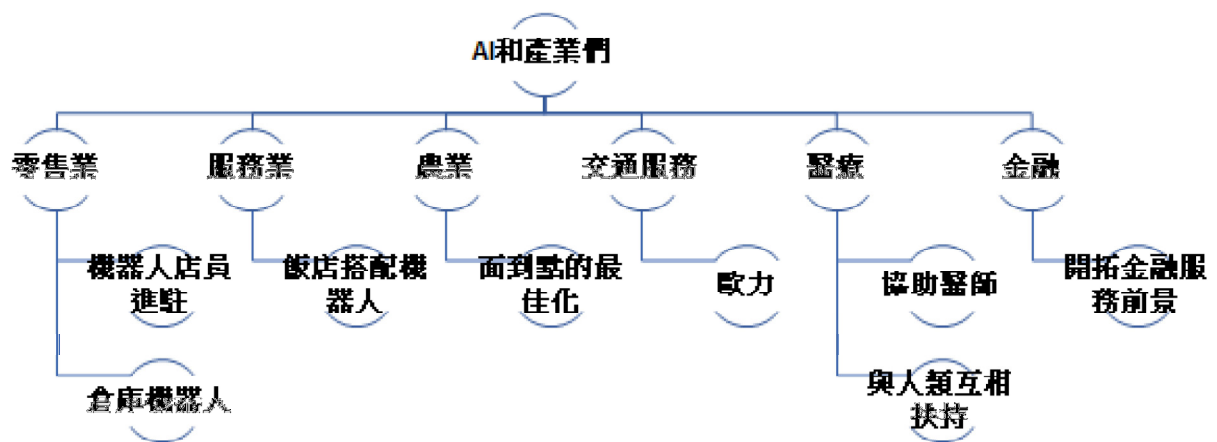 AI和產業們
零售業
服務業
農業
交通服務
醫療
金融
機器人店員
進駐
飯店搭配機
器人
面到點的最
佳化
歐力
協助醫師
開拓金融服
務前景
倉庫機器人
與人類互相
扶持